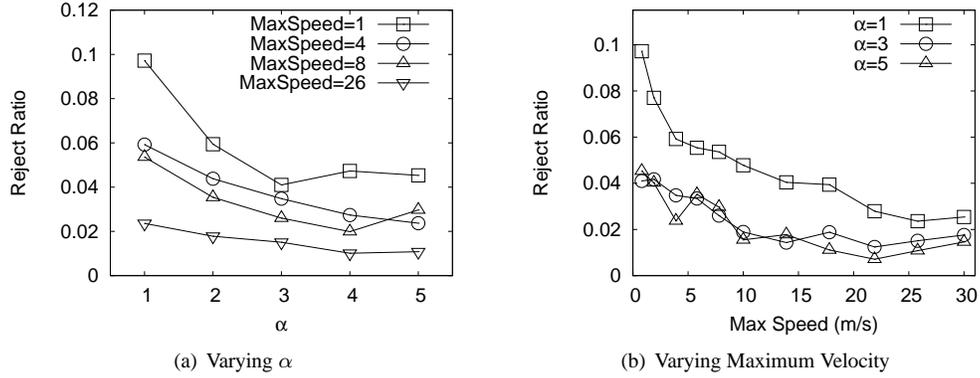 0.12
0.1
0.08
0.06
0.04
0.02
0
Reject Ratio
MaxSpeed=1
MaxSpeed=4
MaxSpeed=8
MaxSpeed=26
1 2 3 4 5
α
(a) Varying α
0.1
0.08
0.06
0.04
0.02
0
Reject Ratio
α=1
α=3
α=5
0 5 10 15 20 25 30
Max Speed (m/s)
(b) Varying Maximum Velocity